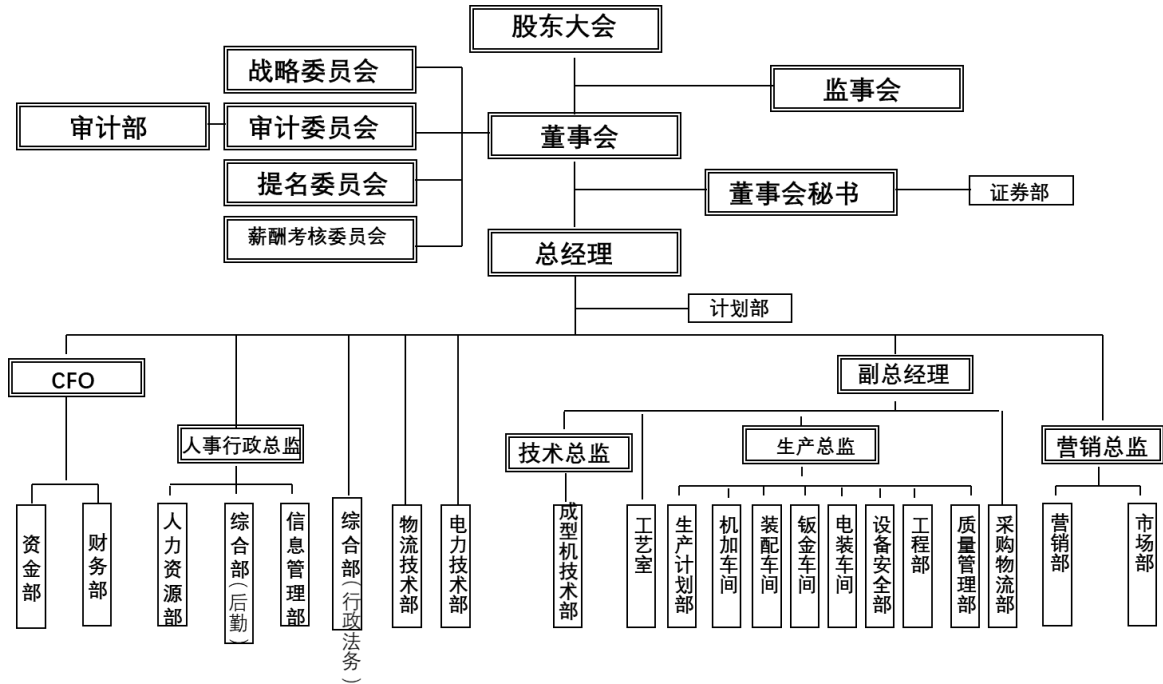 股东大会
战略委员会
监事会
审计部
审计委员会
董事会
提名委员会
董事会秘书
证券部
薪酬考核委员会
总经理
计划部
CFO
副总经理
人事行政总监
技术总监
生产总监
营销总监
资金部
财务部
人力资源部
综合部（后勤）
信息管理部
综合部（行政法务）
物流技术部
电力技术部
成型机技术部
工艺室
生产计划部
机加车间
装配车间
钣金车间
电装车间
设备安全部
工程部
质量管理部
采购物流部
营销部
市场部